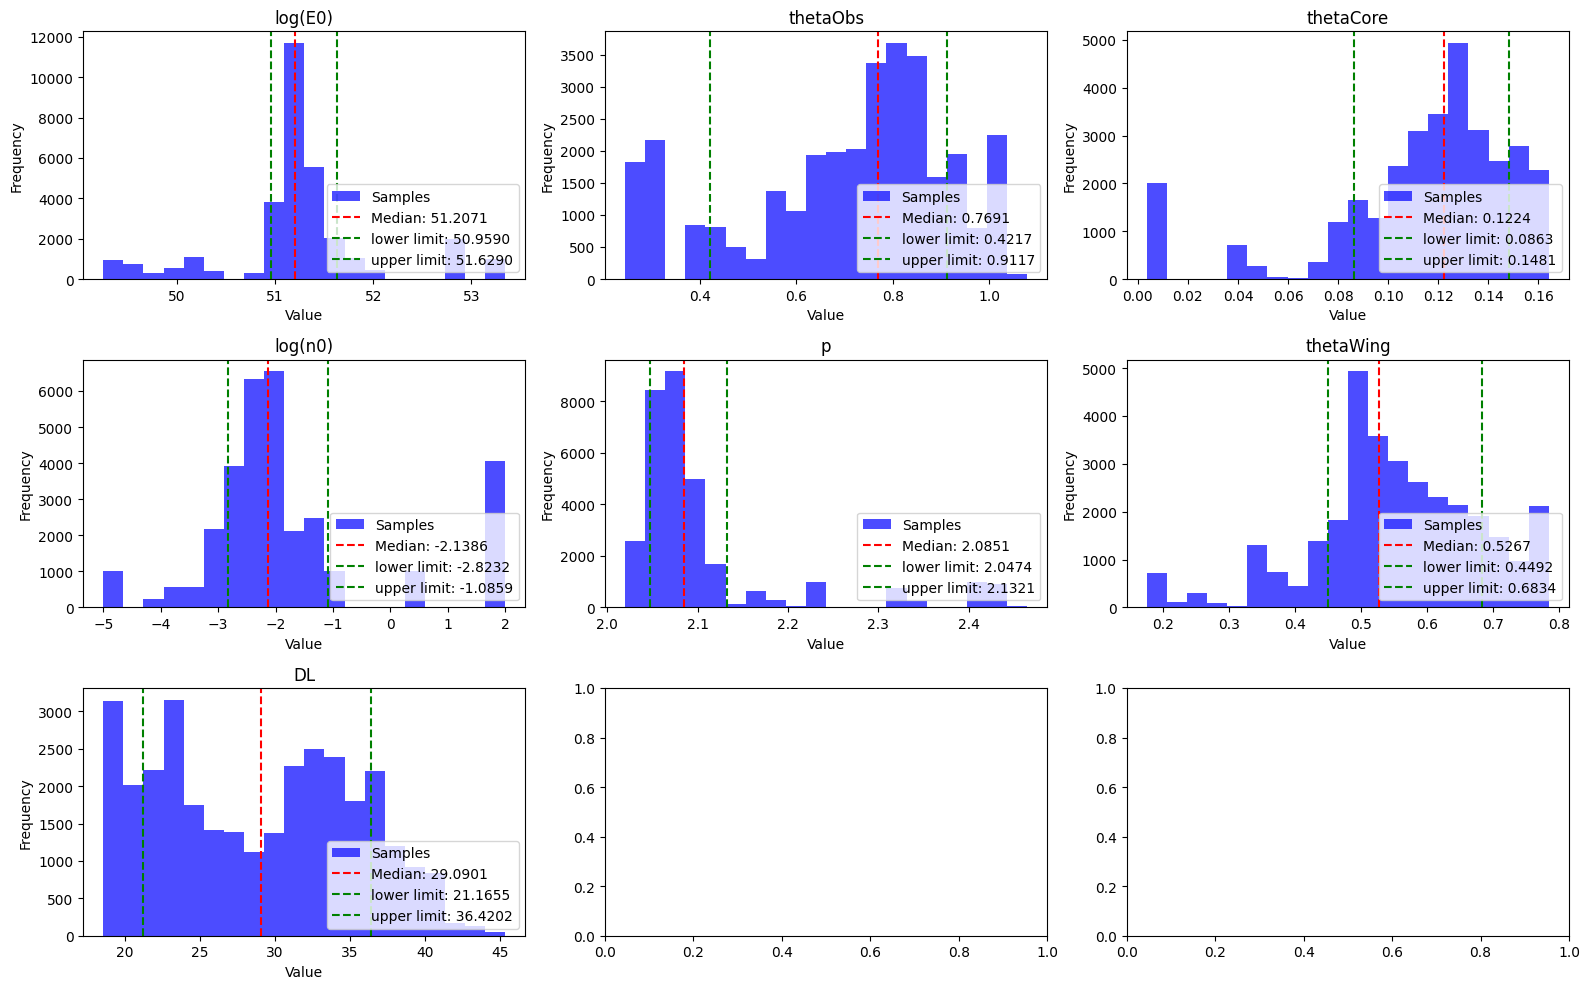 log(E0)
12000
10000
8000
6000
4000
2000
0
Frequency
50 51 52 53
Value
Samples
Median: 51.2071
lower limit: 50.9590
upper limit: 51.6290
thetaObs
3500
3000
2500
2000
1500
1000
500
0
Frequency
0.4 0.6 0.8 1.0
Value
Samples
Median: 0.7691
lower limit: 0.4217
upper limit: 0.9117
thetaCore
5000
4000
3000
2000
1000
0
Frequency
0.00 0.02 0.04 0.06 0.08 0.10 0.12 0.14 0.16
Value
Samples
Median: 0.1224
lower limit: 0.0863
upper limit: 0.1481
log(n0)
6000
5000
4000
3000
2000
1000
0
Frequency
−5 −4 −3 −2 −1 0 1 2
Value
Samples
Median: -2.1386
lower limit: -2.8232
upper limit: -1.0859
p
8000
6000
4000
2000
0
Frequency
2.0 2.1 2.2 2.3 2.4
Value
Samples
Median: 2.0851
lower limit: 2.0474
upper limit: 2.1321
thetaWing
5000
4000
3000
2000
1000
0
Frequency
0.2 0.3 0.4 0.5 0.6 0.7 0.8
Value
Samples
Median: 0.5267
lower limit: 0.4492
upper limit: 0.6834
DL
3000
2500
2000
1500
1000
500
0
Frequency
20 25 30 35 40 45
Value
Samples
Median: 29.0901
lower limit: 21.1655
upper limit: 36.4202
1.0
0.8
0.6
0.4
0.2
0.0
0.0 0.2 0.4 0.6 0.8 1.0
1.0
0.8
0.6
0.4
0.2
0.0
0.0 0.2 0.4 0.6 0.8 1.0